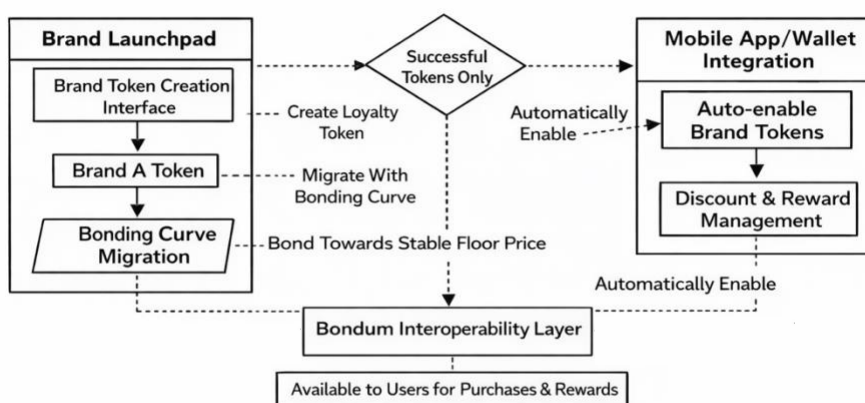 Brand Launchpad
Brand Token Creation
Interface
Brand A Token
Bonding Curve
Migration
Create Loyalty
Token
Migrate With
Bonding Curve
Bond Towards Stable Floor Price
Successful
Tokens Only
Mobile App/Wallet
Integration
Automatically
Enable
Auto-enable
Brand Tokens
Discount & Reward
Management
Automatically Enable
Bondum Interoperability Layer
Available to Users for Purchases & Rewards